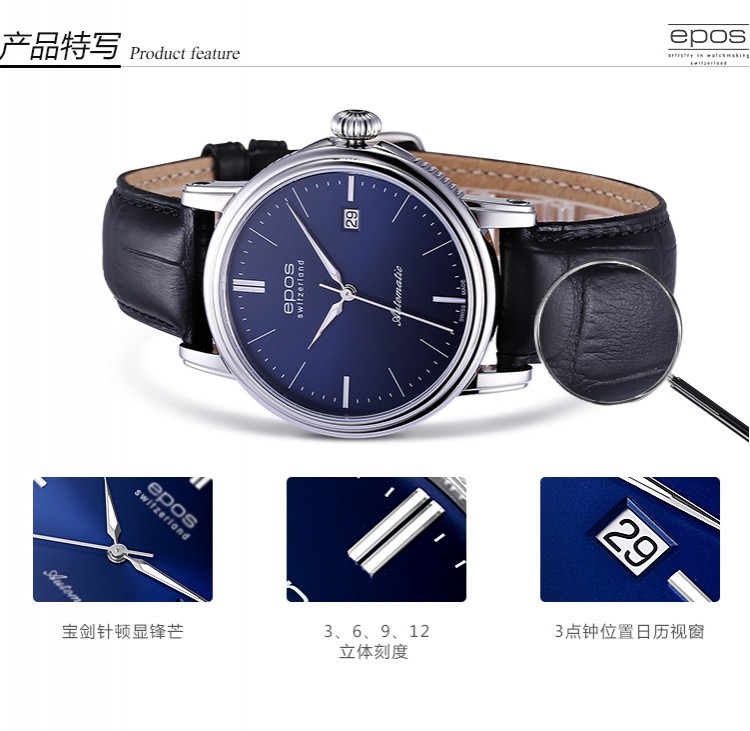 产品特写 Product feature
epos
artistry in watchmaking
switzerland
29
epos
switzerland
Automatic
SWISS MADE
epos
switzerland
Autom
29
宝剑针顿显锋芒
3、6、9、12
立体刻度
3点钟位置日历视窗